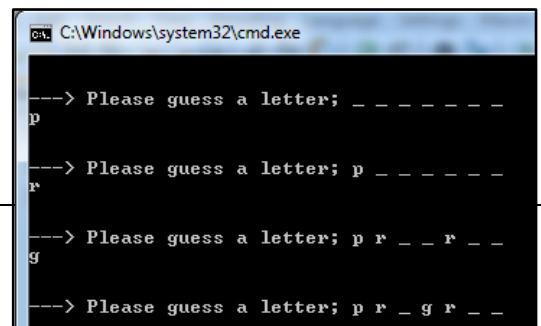 C:\Windows\system32\cmd.exe
---> Please guess a letter; _ _ _ _ _ _ _
p
---> Please guess a letter; p _ _ _ _ _ _
r
---> Please guess a letter; p r _ _ r _ _
g
---> Please guess a letter; p r _ g r _ _